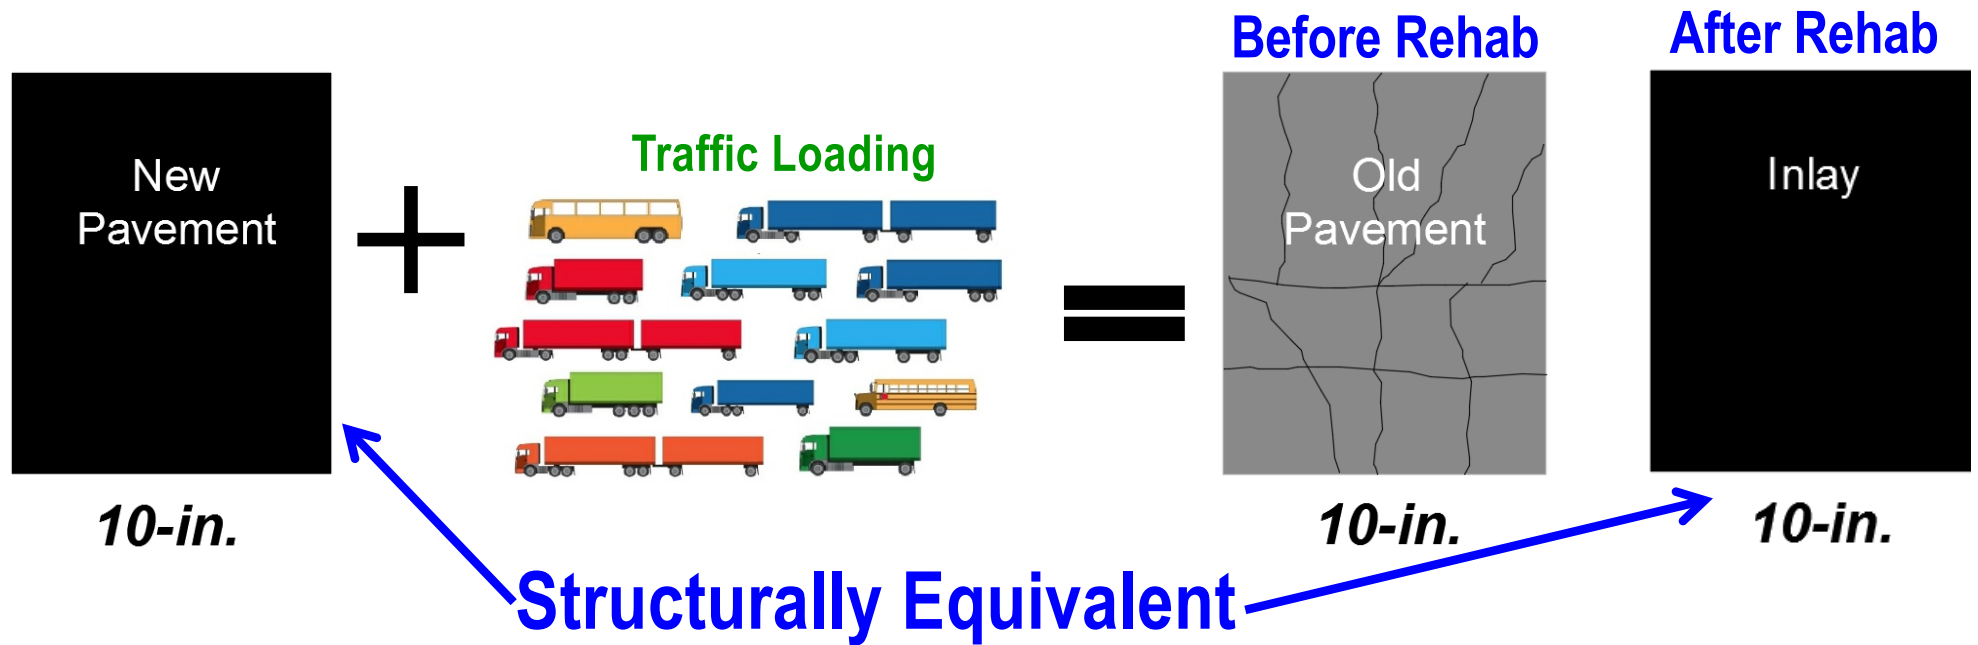 Before Rehab
After Rehab
New
Pavement
Traffic Loading
Old
Pavement
Inlay
10-in.
10-in.
10-in.
Structurally Equivalent